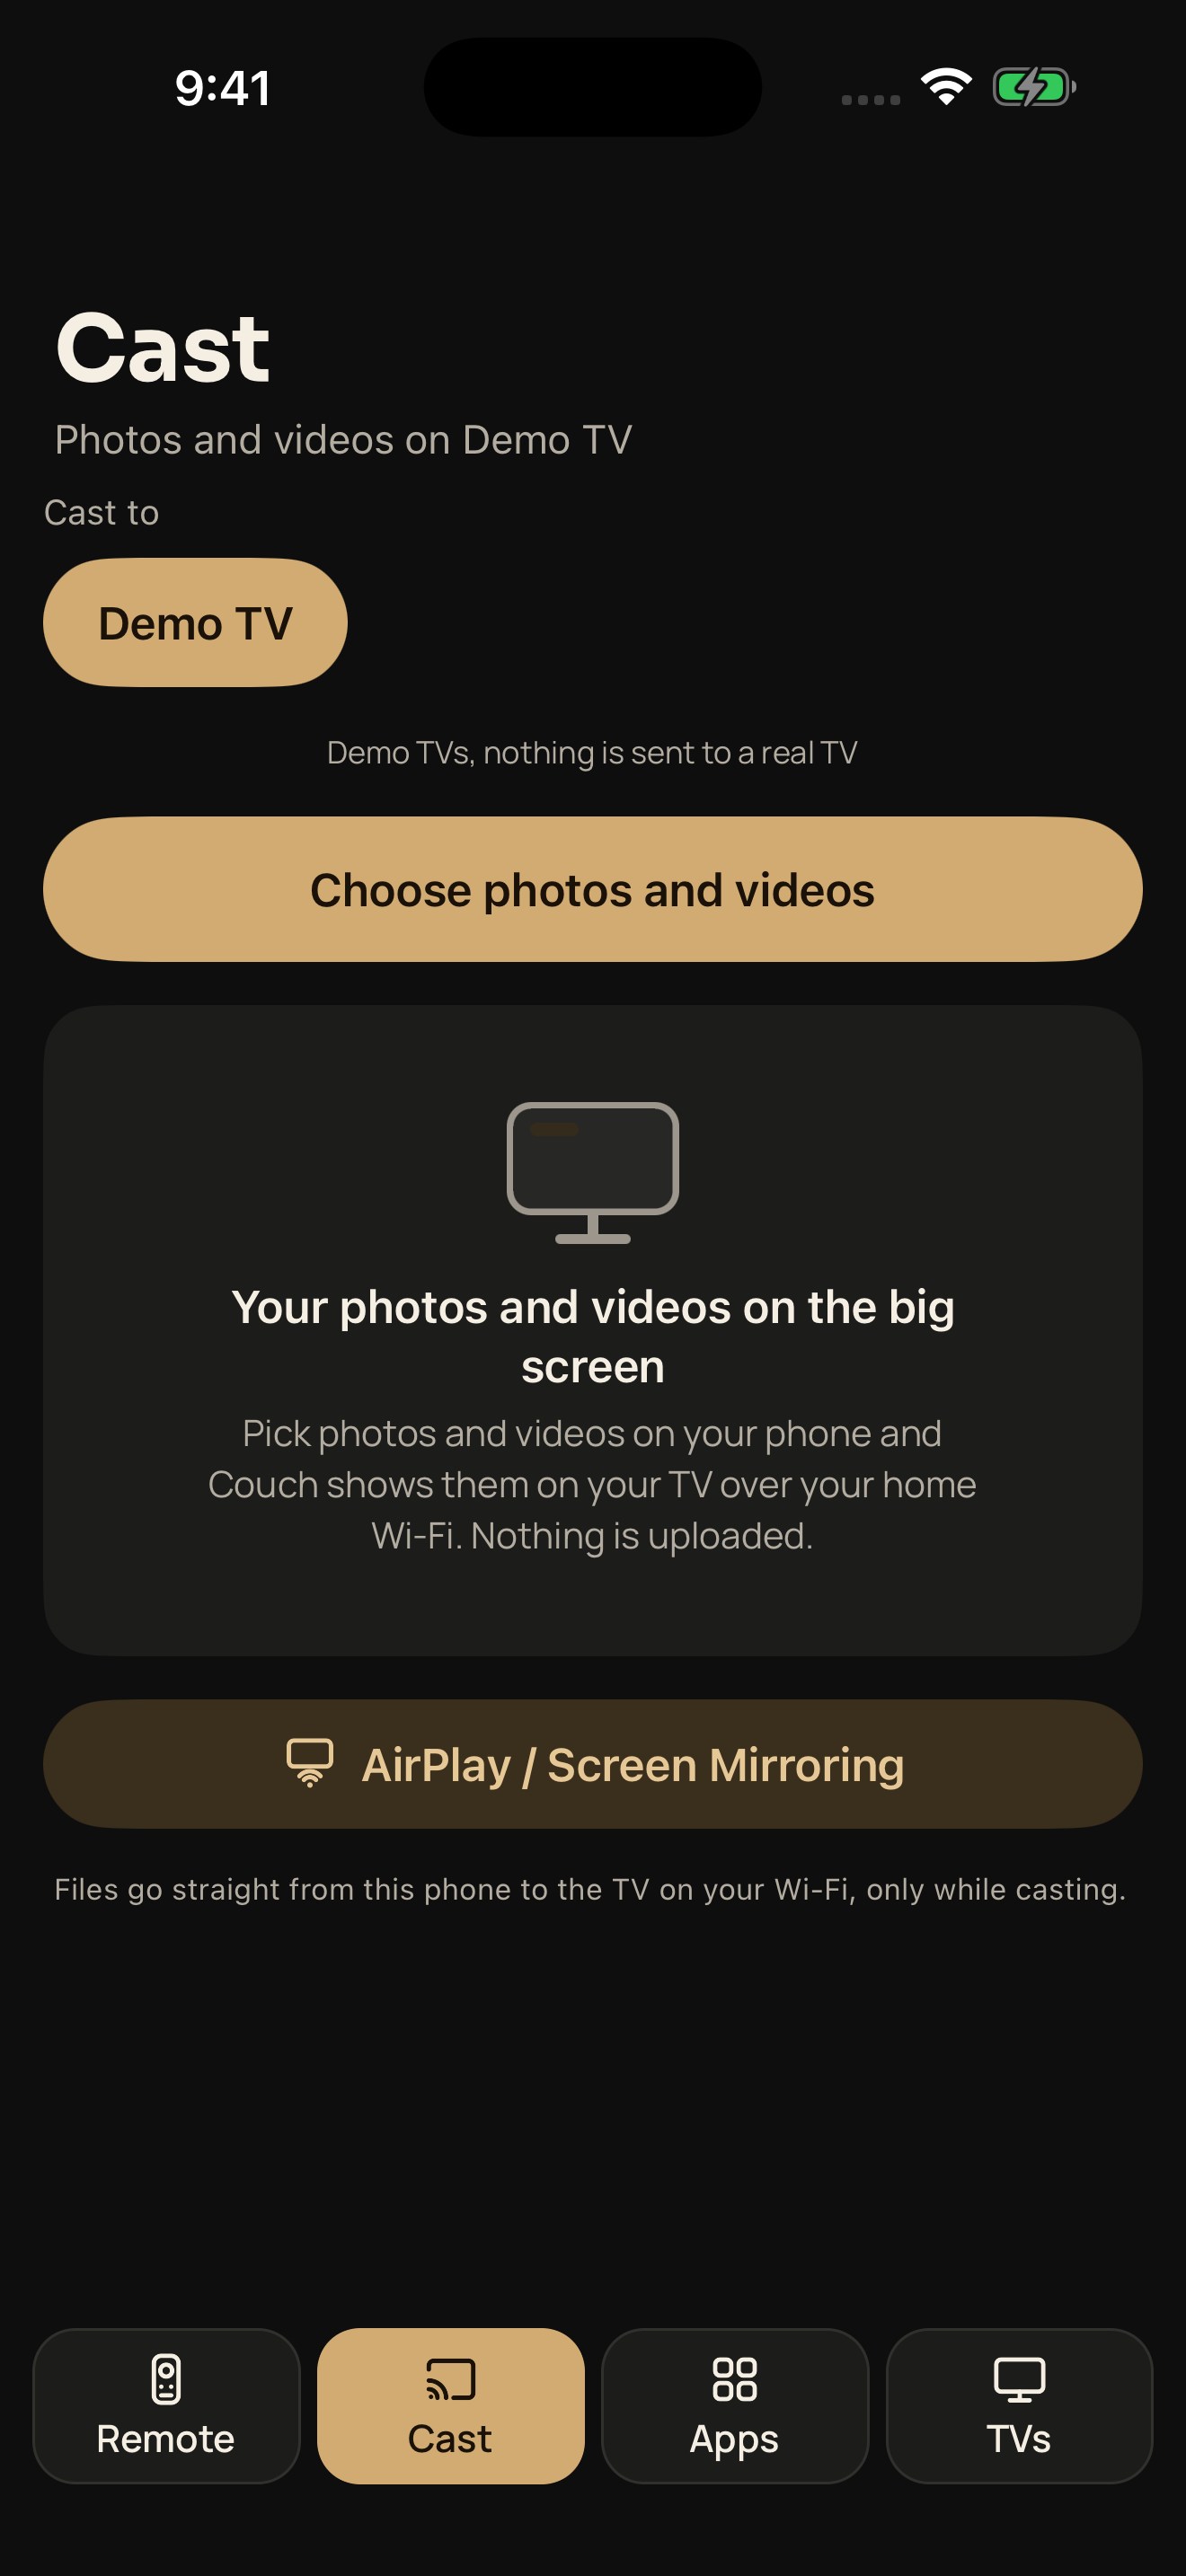 9:41
Cast
Photos and videos on Demo TV
Cast to
Demo TV
Demo TVs, nothing is sent to a real TV
Choose photos and videos
Your photos and videos on the big
screen
Pick photos and videos on your phone and
Couch shows them on your TV over your home
Wi-Fi. Nothing is uploaded.
AirPlay / Screen Mirroring
Files go straight from this phone to the TV on your Wi-Fi, only while casting.
Remote
Cast
Apps
TVs